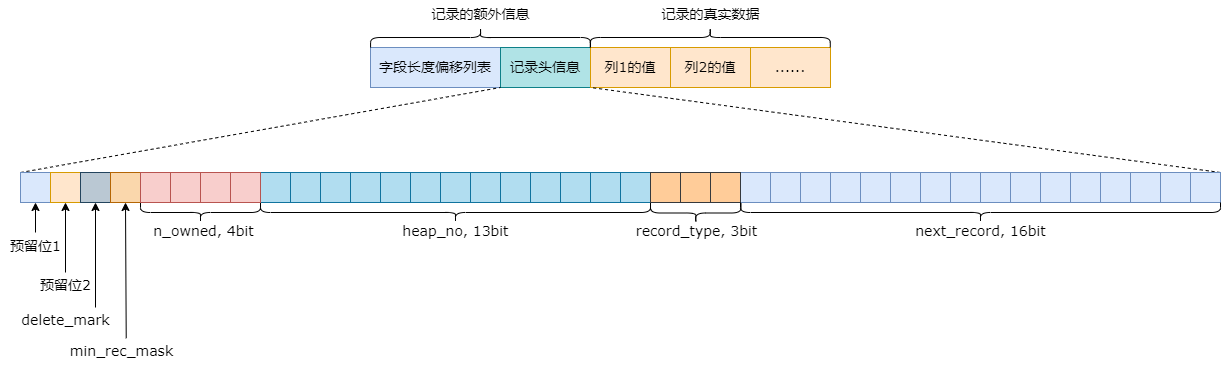 记录的额外信息
记录的真实数据
字段长度偏移列表
记录头信息
列1的值
列2的值
......
n_owned, 4bit
heap_no, 13bit
record_type, 3bit
next_record, 16bit
预留位1
预留位2
delete_mark
min_rec_mask